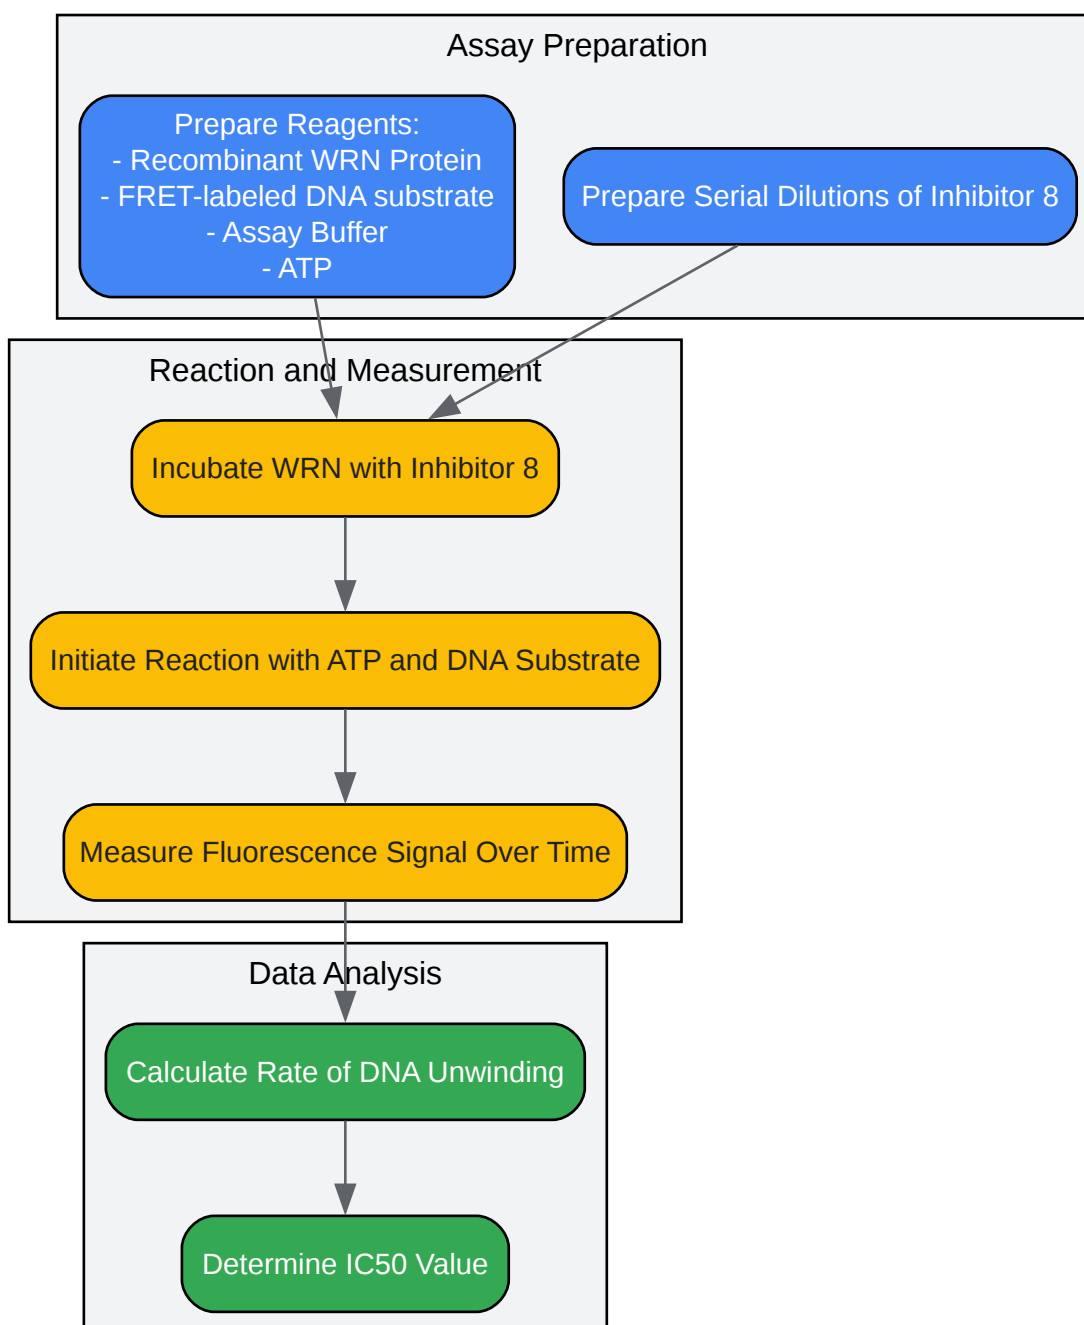 Assay Preparation
Prepare Reagents:
- Recombinant WRN Protein
- FRET-labeled DNA substrate
- Assay Buffer
- ATP
Prepare Serial Dilutions of Inhibitor 8
Reaction and Measurement
Incubate WRN with Inhibitor 8
Initiate Reaction with ATP and DNA Substrate
Measure Fluorescence Signal Over Time
Data Analysis
Calculate Rate of DNA Unwinding
Determine IC50 Value